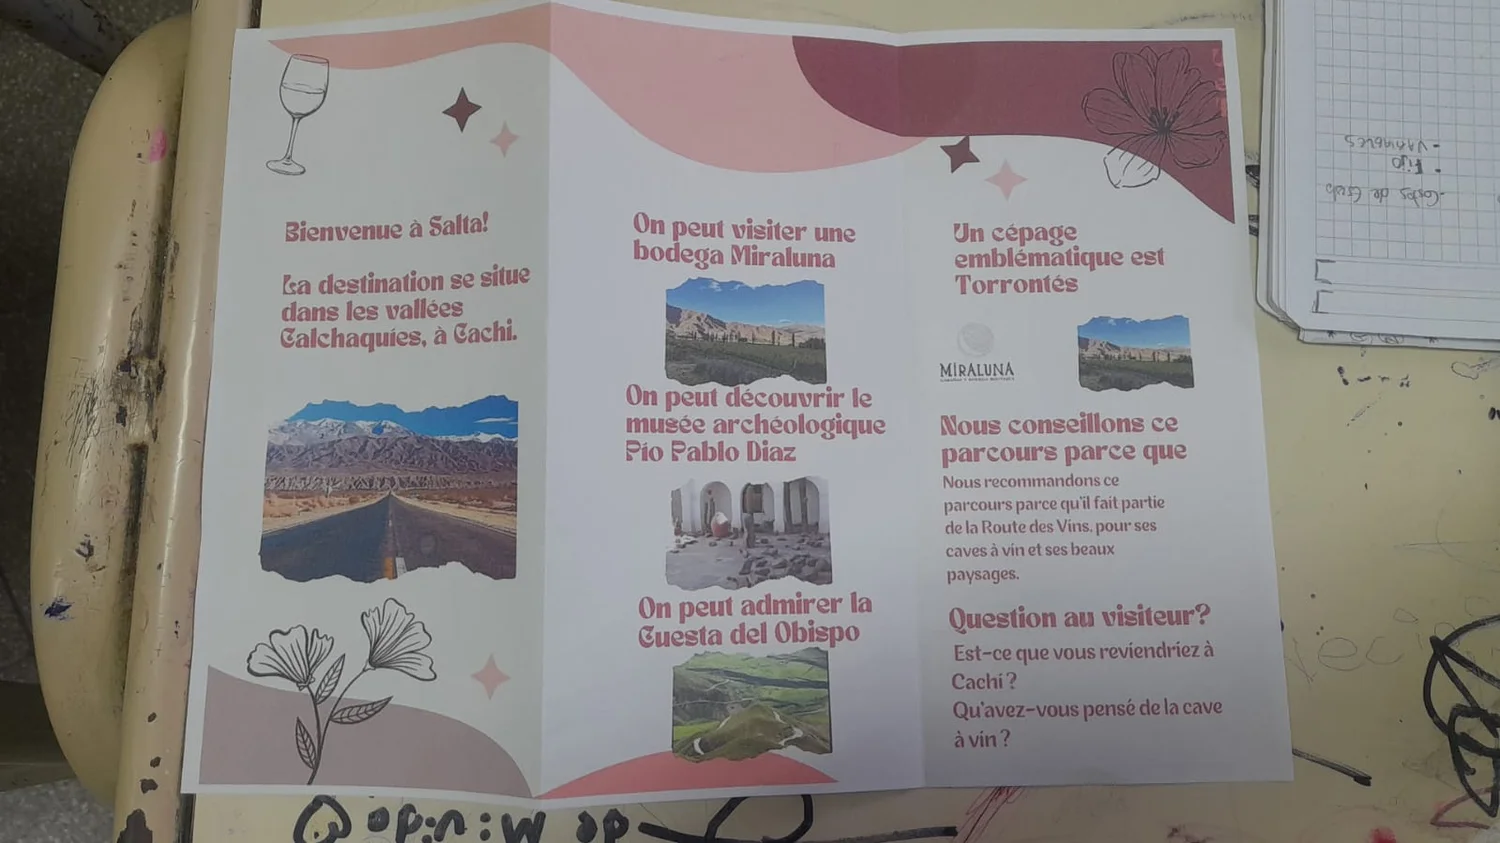 Bienvenue à Salta!
La destination se situe
dans les vallées
Calchaquíes, à Cachi.
On peut visiter une
bodega Miraluna
On peut découvrir le
musée archéologique
Pío Pablo Diaz
On peut admirer la
Cuesta del Obispo
Un cépage
emblématique est
Torrontés
MIRALUNA
Nous conseillons ce
parcours parce que
Nous recommandons ce
parcours parce qu'il fait partie
de la Route des Vins, pour ses
caves à vin et ses beaux
paysages.
Question au visiteur?
Est-ce que vous reviendriez à
Cachi ?
Qu'avez-vous pensé de la cave
à vin ?
- Costos de
• Fijo
- VARIABLES